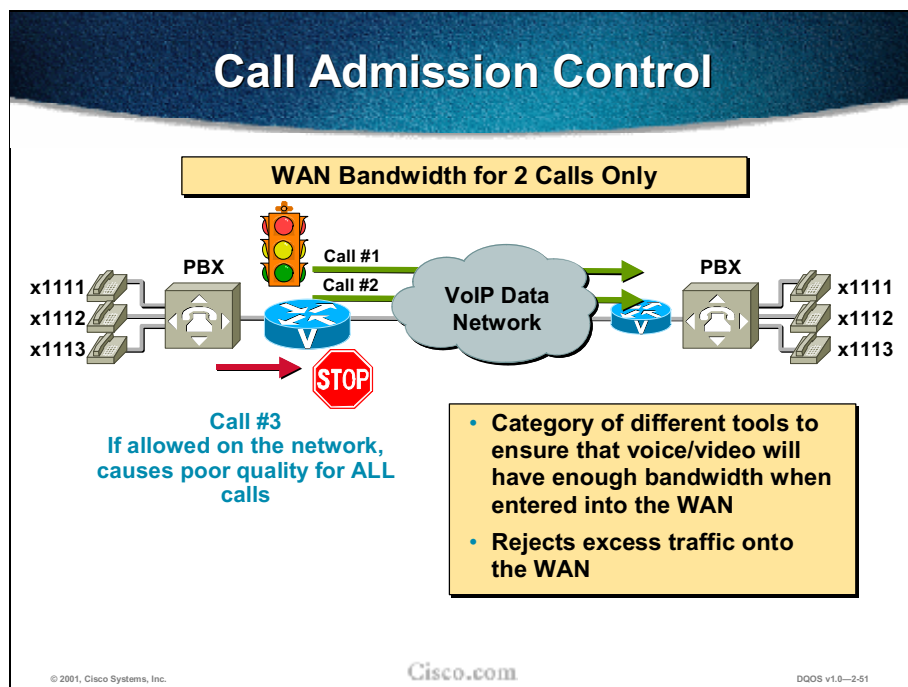 Call Admission Control
WAN Bandwidth for 2 Calls Only
Call #1
Call #2
PBX
x1111
x1112
x1113
V
VoIP Data
Network
V
PBX
x1111
x1112
x1113
STOP
Call #3
If allowed on the network,
causes poor quality for ALL
calls
• Category of different tools to
ensure that voice/video will
have enough bandwidth when
entered into the WAN
• Rejects excess traffic onto
the WAN
© 2001, Cisco Systems, Inc.
Cisco.com
DQOS v1.0—2-51